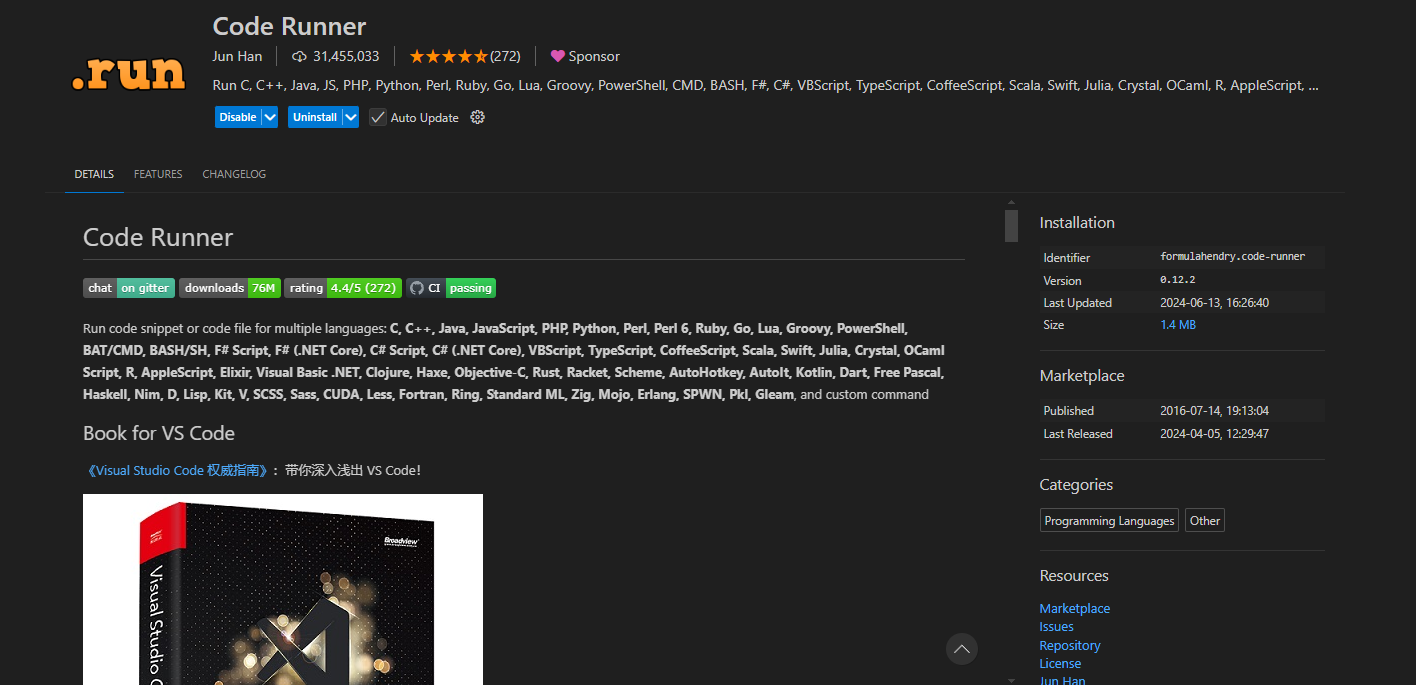 .run
Code Runner
Jun Han 31,455,033 (272) Sponsor
Run C, C++, Java, JS, PHP, Python, Perl, Ruby, Go, Lua, Groovy, PowerShell, CMD, BASH, F#, C#, VBScript, TypeScript, CoffeeScript, Scala, Swift, Julia, Crystal, OCaml, R, AppleScript, ...
Disable Uninstall Auto Update
DETAILS FEATURES CHANGELOG
Code Runner
chat on gitter downloads 76M rating 4.4/5 (272) CI passing
Run code snippet or code file for multiple languages: C, C++, Java, JavaScript, PHP, Python, Perl, Perl 6, Ruby, Go, Lua, Groovy, PowerShell,
BAT/CMD, BASH/SH, F# Script, F# (.NET Core), C# Script, C# (.NET Core), VBScript, TypeScript, CoffeeScript, Scala, Swift, Julia, Crystal, OCaml
Script, R, AppleScript, Elixir, Visual Basic .NET, Clojure, Haxe, Objective-C, Rust, Racket, Scheme, AutoHotkey, AutoIt, Kotlin, Dart, Free Pascal,
Haskell, Nim, D, Lisp, Kit, V, SCSS, Sass, CUDA, Less, Fortran, Ring, Standard ML, Zig, Mojo, Erlang, SPWN, Pkl, Gleam, and custom command
Book for VS Code
《Visual Studio Code 权威指南》：带你深入浅出 VS Code！
Broadview
Visual Studio
Installation
Identifier formulahendry.code-runner
Version 0.12.2
Last Updated 2024-06-13, 16:26:40
Size 1.4 MB
Marketplace
Published 2016-07-14, 19:13:04
Last Released 2024-04-05, 12:29:47
Categories
Programming Languages Other
Resources
Marketplace
Issues
Repository
License
Jun Han